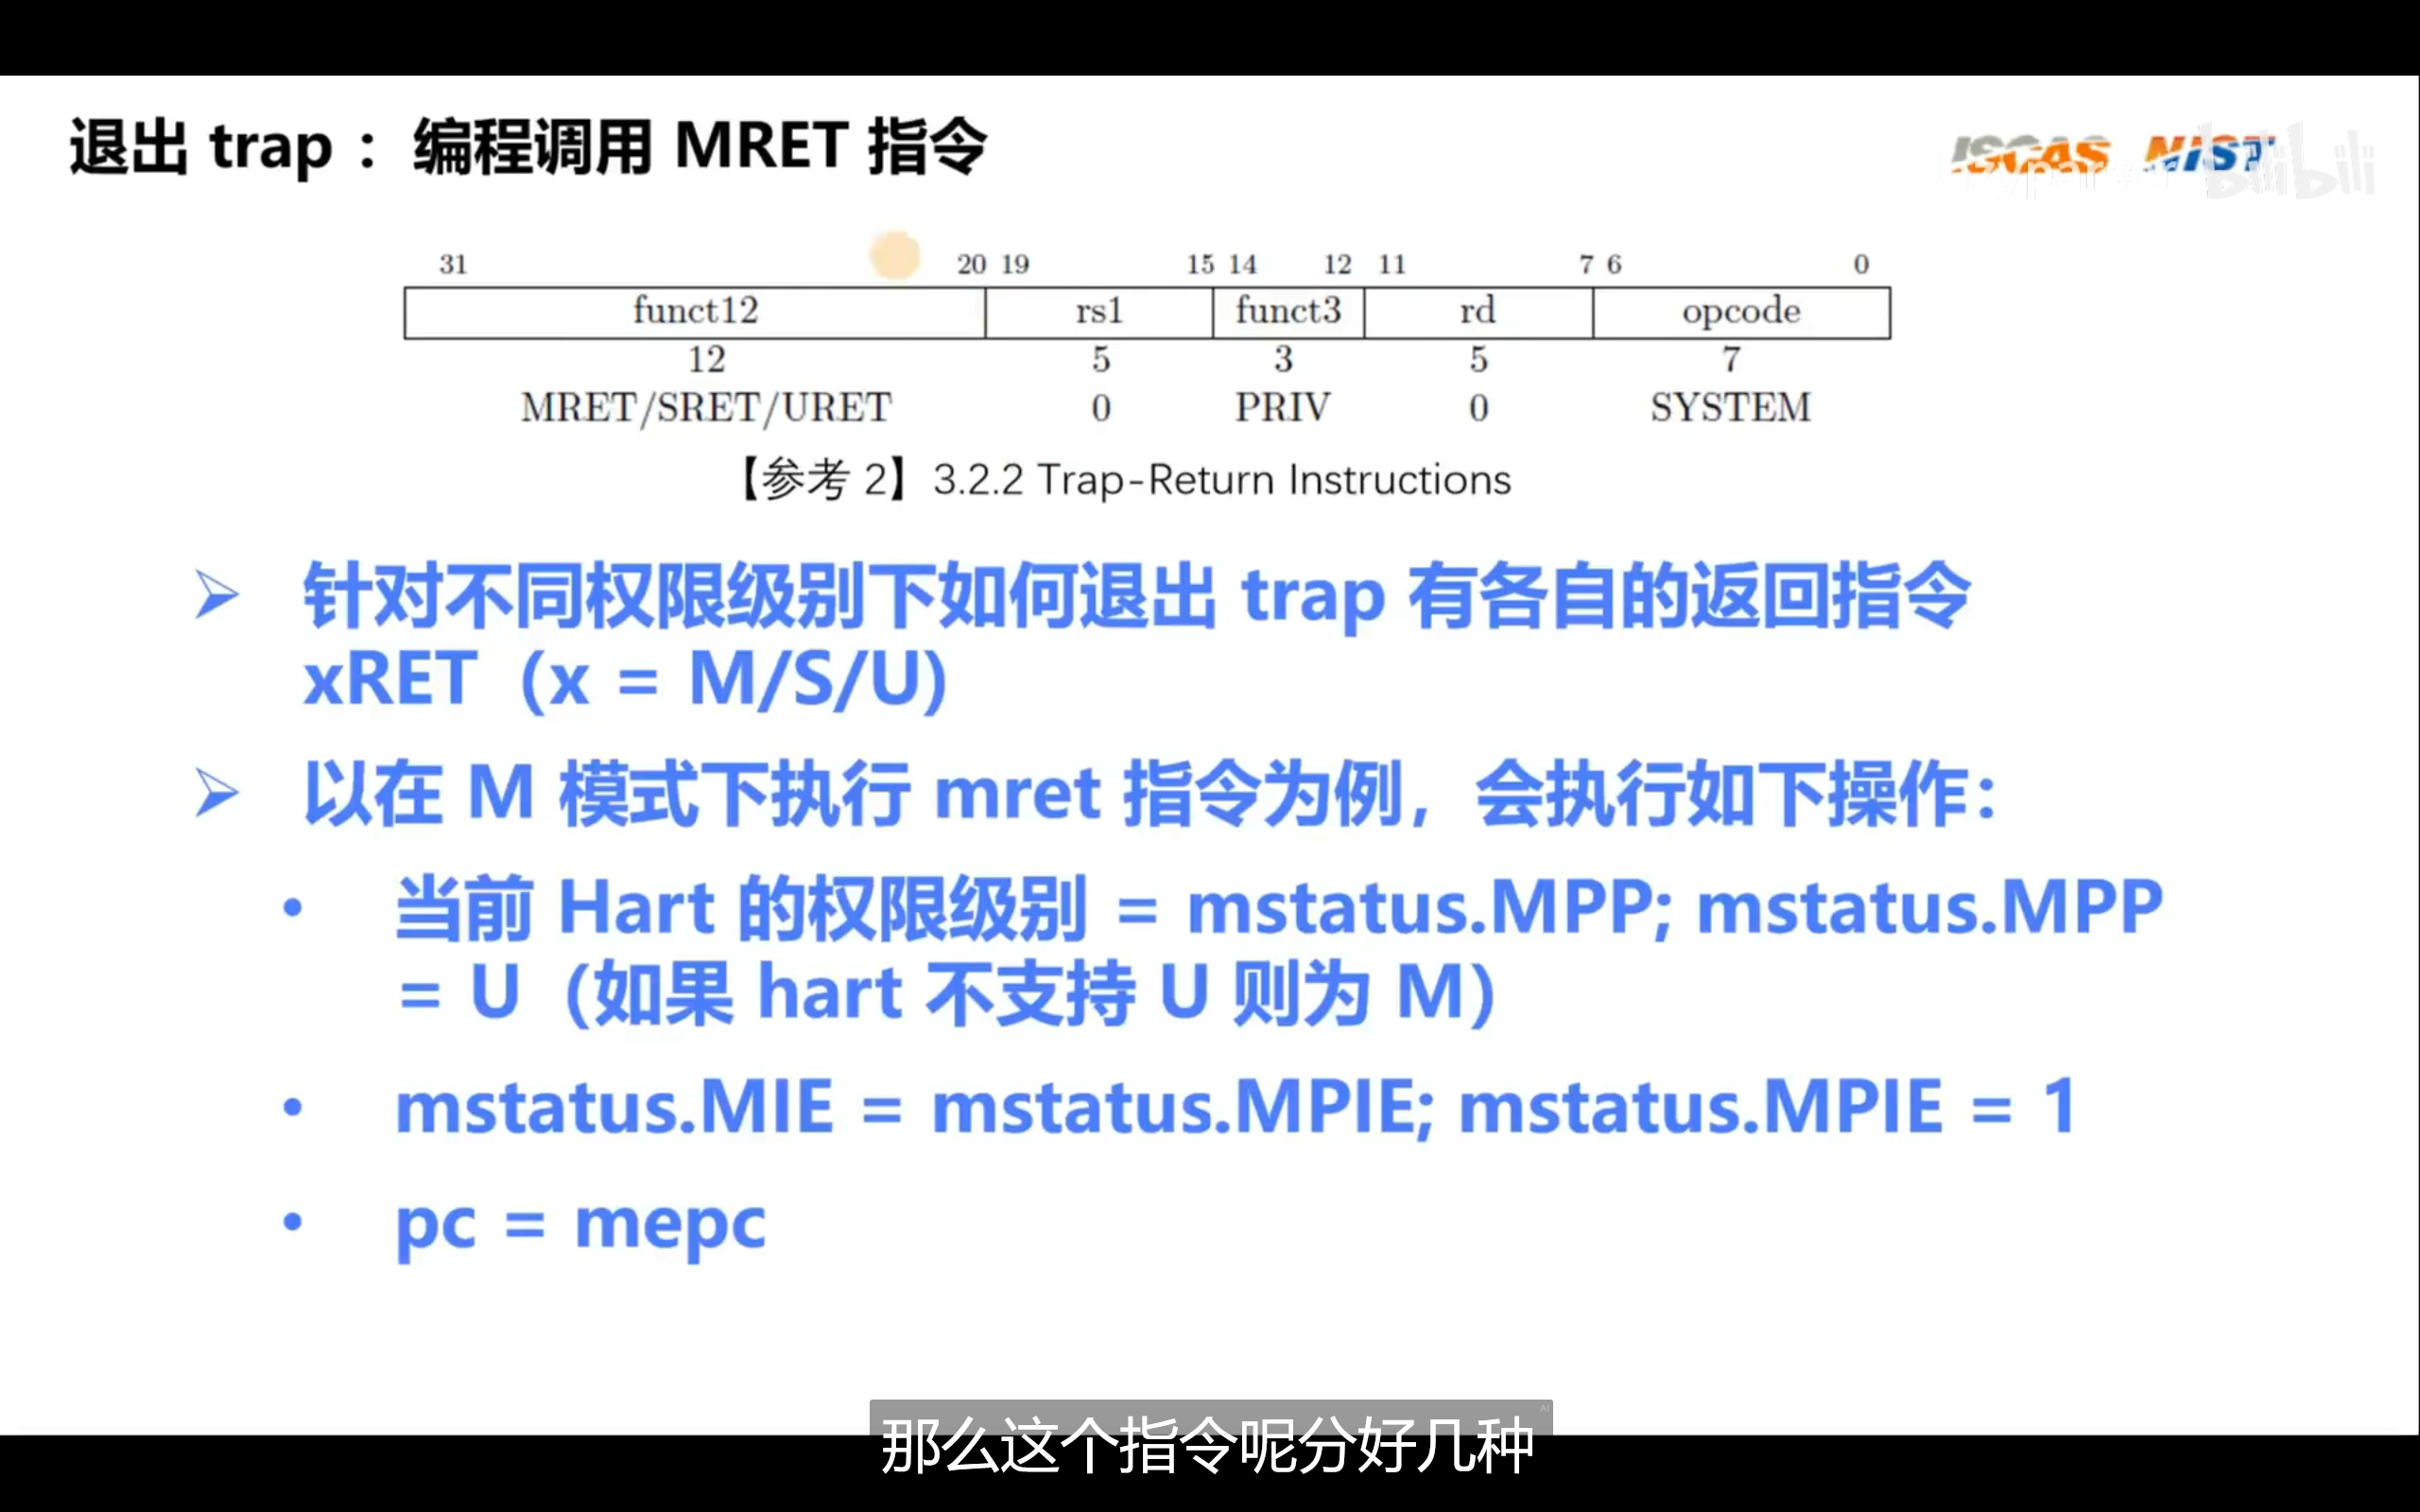 退出 trap ： 编程调用 MRET 指令
ISCAS NIST
bilibili
31 20 19 15 14 12 11 7 6 0
funct12 rs1 funct3 rd opcode
12 5 3 5 7
MRET/SRET/URET 0 PRIV 0 SYSTEM
【参考 2】3.2.2 Trap-Return Instructions
➢ 针对不同权限级别下如何退出 trap 有各自的返回指令
xRET（x = M/S/U)
➢ 以在 M 模式下执行 mret 指令为例，会执行如下操作：
• 当前 Hart 的权限级别 = mstatus.MPP; mstatus.MPP
= U（如果 hart 不支持 U 则为 M）
• mstatus.MIE = mstatus.MPIE; mstatus.MPIE = 1
• pc = mepc
AI
那么这个指令呢分好几种